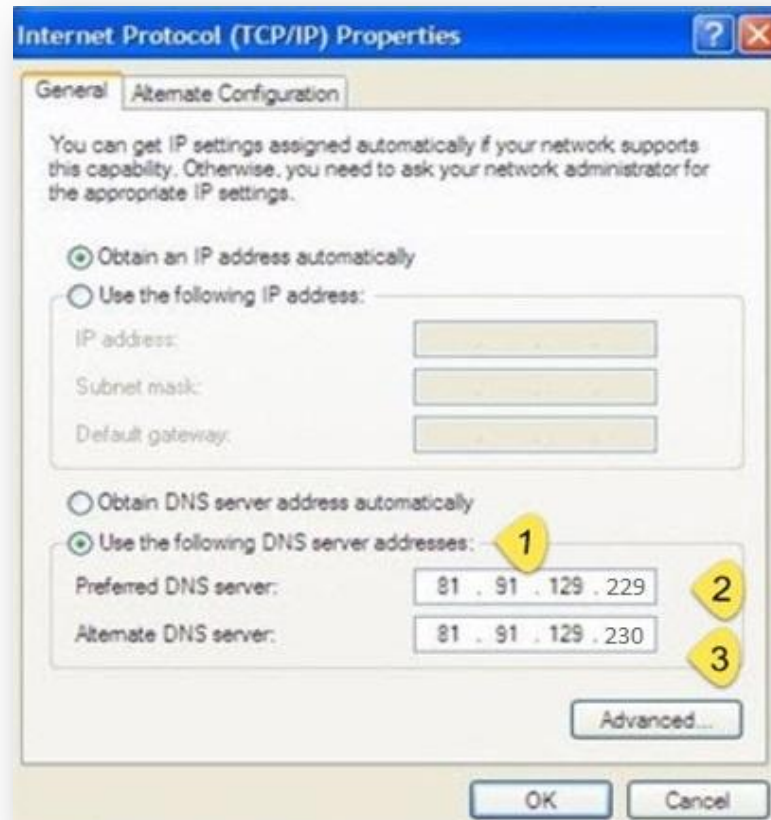 Internet Protocol (TCP/IP) Properties
General
Alternate Configuration
You can get IP settings assigned automatically if your network supports
this capability. Otherwise, you need to ask your network administrator for
the appropriate IP settings.
Obtain an IP address automatically
Use the following IP address:
IP address:
Subnet mask:
Default gateway:
Obtain DNS server address automatically
Use the following DNS server addresses: 1
Preferred DNS server: 81 . 91 . 129 . 229 2
Alternate DNS server: 81 . 91 . 129 . 230 3
Advanced...
OK Cancel